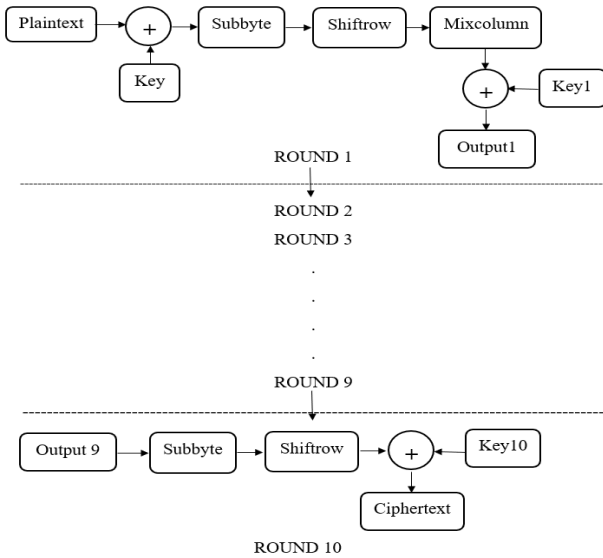 Plaintext
+
Subbyte
Shiftrow
Mixcolumn
Key
+
Key1
Output1
ROUND 1
ROUND 2
ROUND 3
.
.
.
.
ROUND 9
Output 9
Subbyte
Shiftrow
+
Key10
Ciphertext
ROUND 10